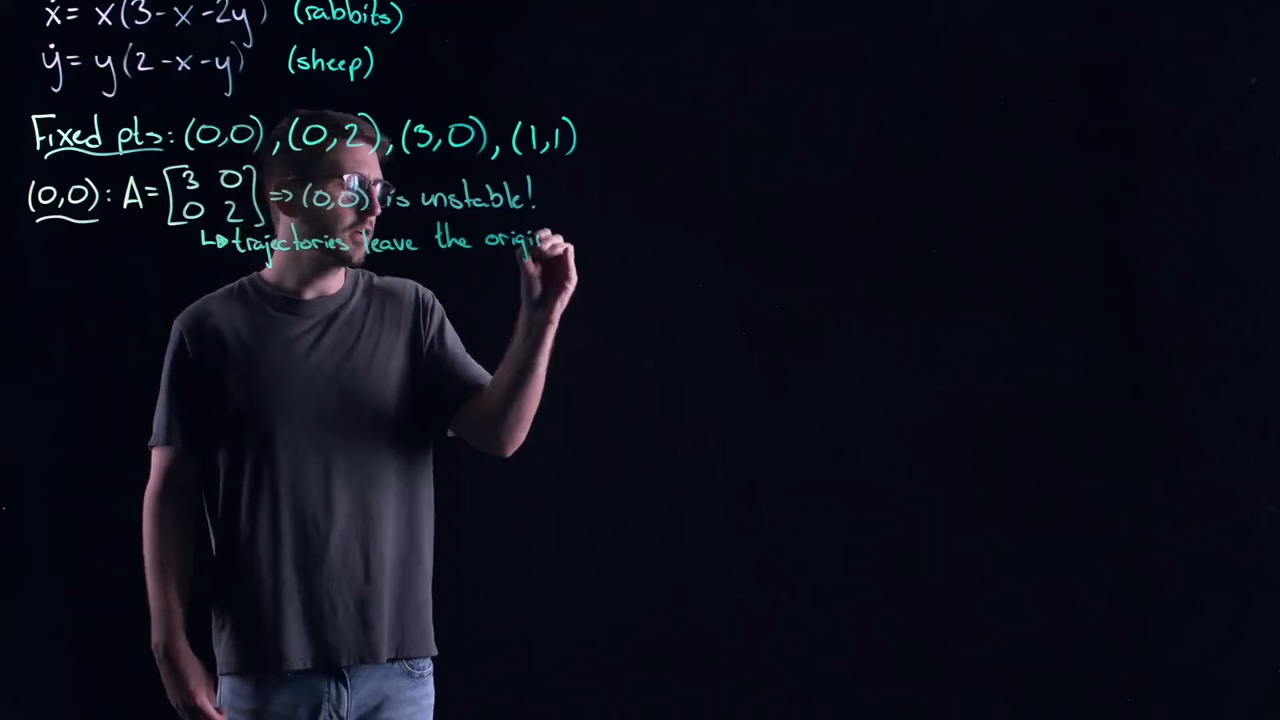 ẋ = x(3-x-2y) (rabbits)
ẏ = y(2-x-y) (sheep)
Fixed pts: (0,0), (0,2), (3,0), (1,1)
(0,0): A = [3 0; 0 2] => (0,0) is unstable!
↳ trajectories leave the origin